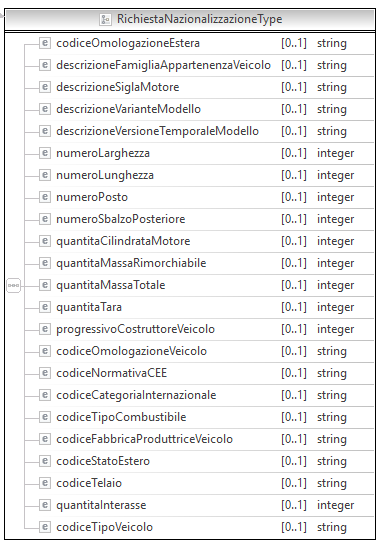 RichiestaNazionalizzazioneType
e codiceOmologazioneEstera [0..1] string
e descrizioneFamigliaAppartenenzaVeicolo [0..1] string
e descrizioneSiglaMotore [0..1] string
e descrizioneVarianteModello [0..1] string
e descrizioneVersioneTemporaleModello [0..1] string
e numeroLarghezza [0..1] integer
e numeroLunghezza [0..1] integer
e numeroPosto [0..1] integer
e numeroSbalzoPosteriore [0..1] integer
e quantitaCilindrataMotore [0..1] integer
e quantitaMassaRimorchiabile [0..1] integer
e quantitaMassaTotale [0..1] integer
e quantitaTara [0..1] integer
e progressivoCostruttoreVeicolo [0..1] integer
e codiceOmologazioneVeicolo [0..1] string
e codiceNormativaCEE [0..1] string
e codiceCategoriaInternazionale [0..1] string
e codiceTipoCombustibile [0..1] string
e codiceFabbricaProduttriceVeicolo [0..1] string
e codiceStatoEstero [0..1] string
e codiceTelaio [0..1] string
e quantitaInterasse [0..1] integer
e codiceTipoVeicolo [0..1] string